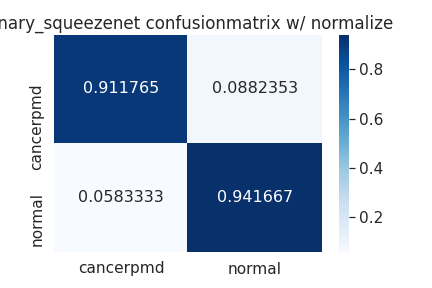 nary_squeezenet confusionmatrix w/ normalize
cancerpmd
0.911765
0.0882353
normal
0.0583333
0.941667
cancerpmd
normal
0.8
0.6
0.4
0.2